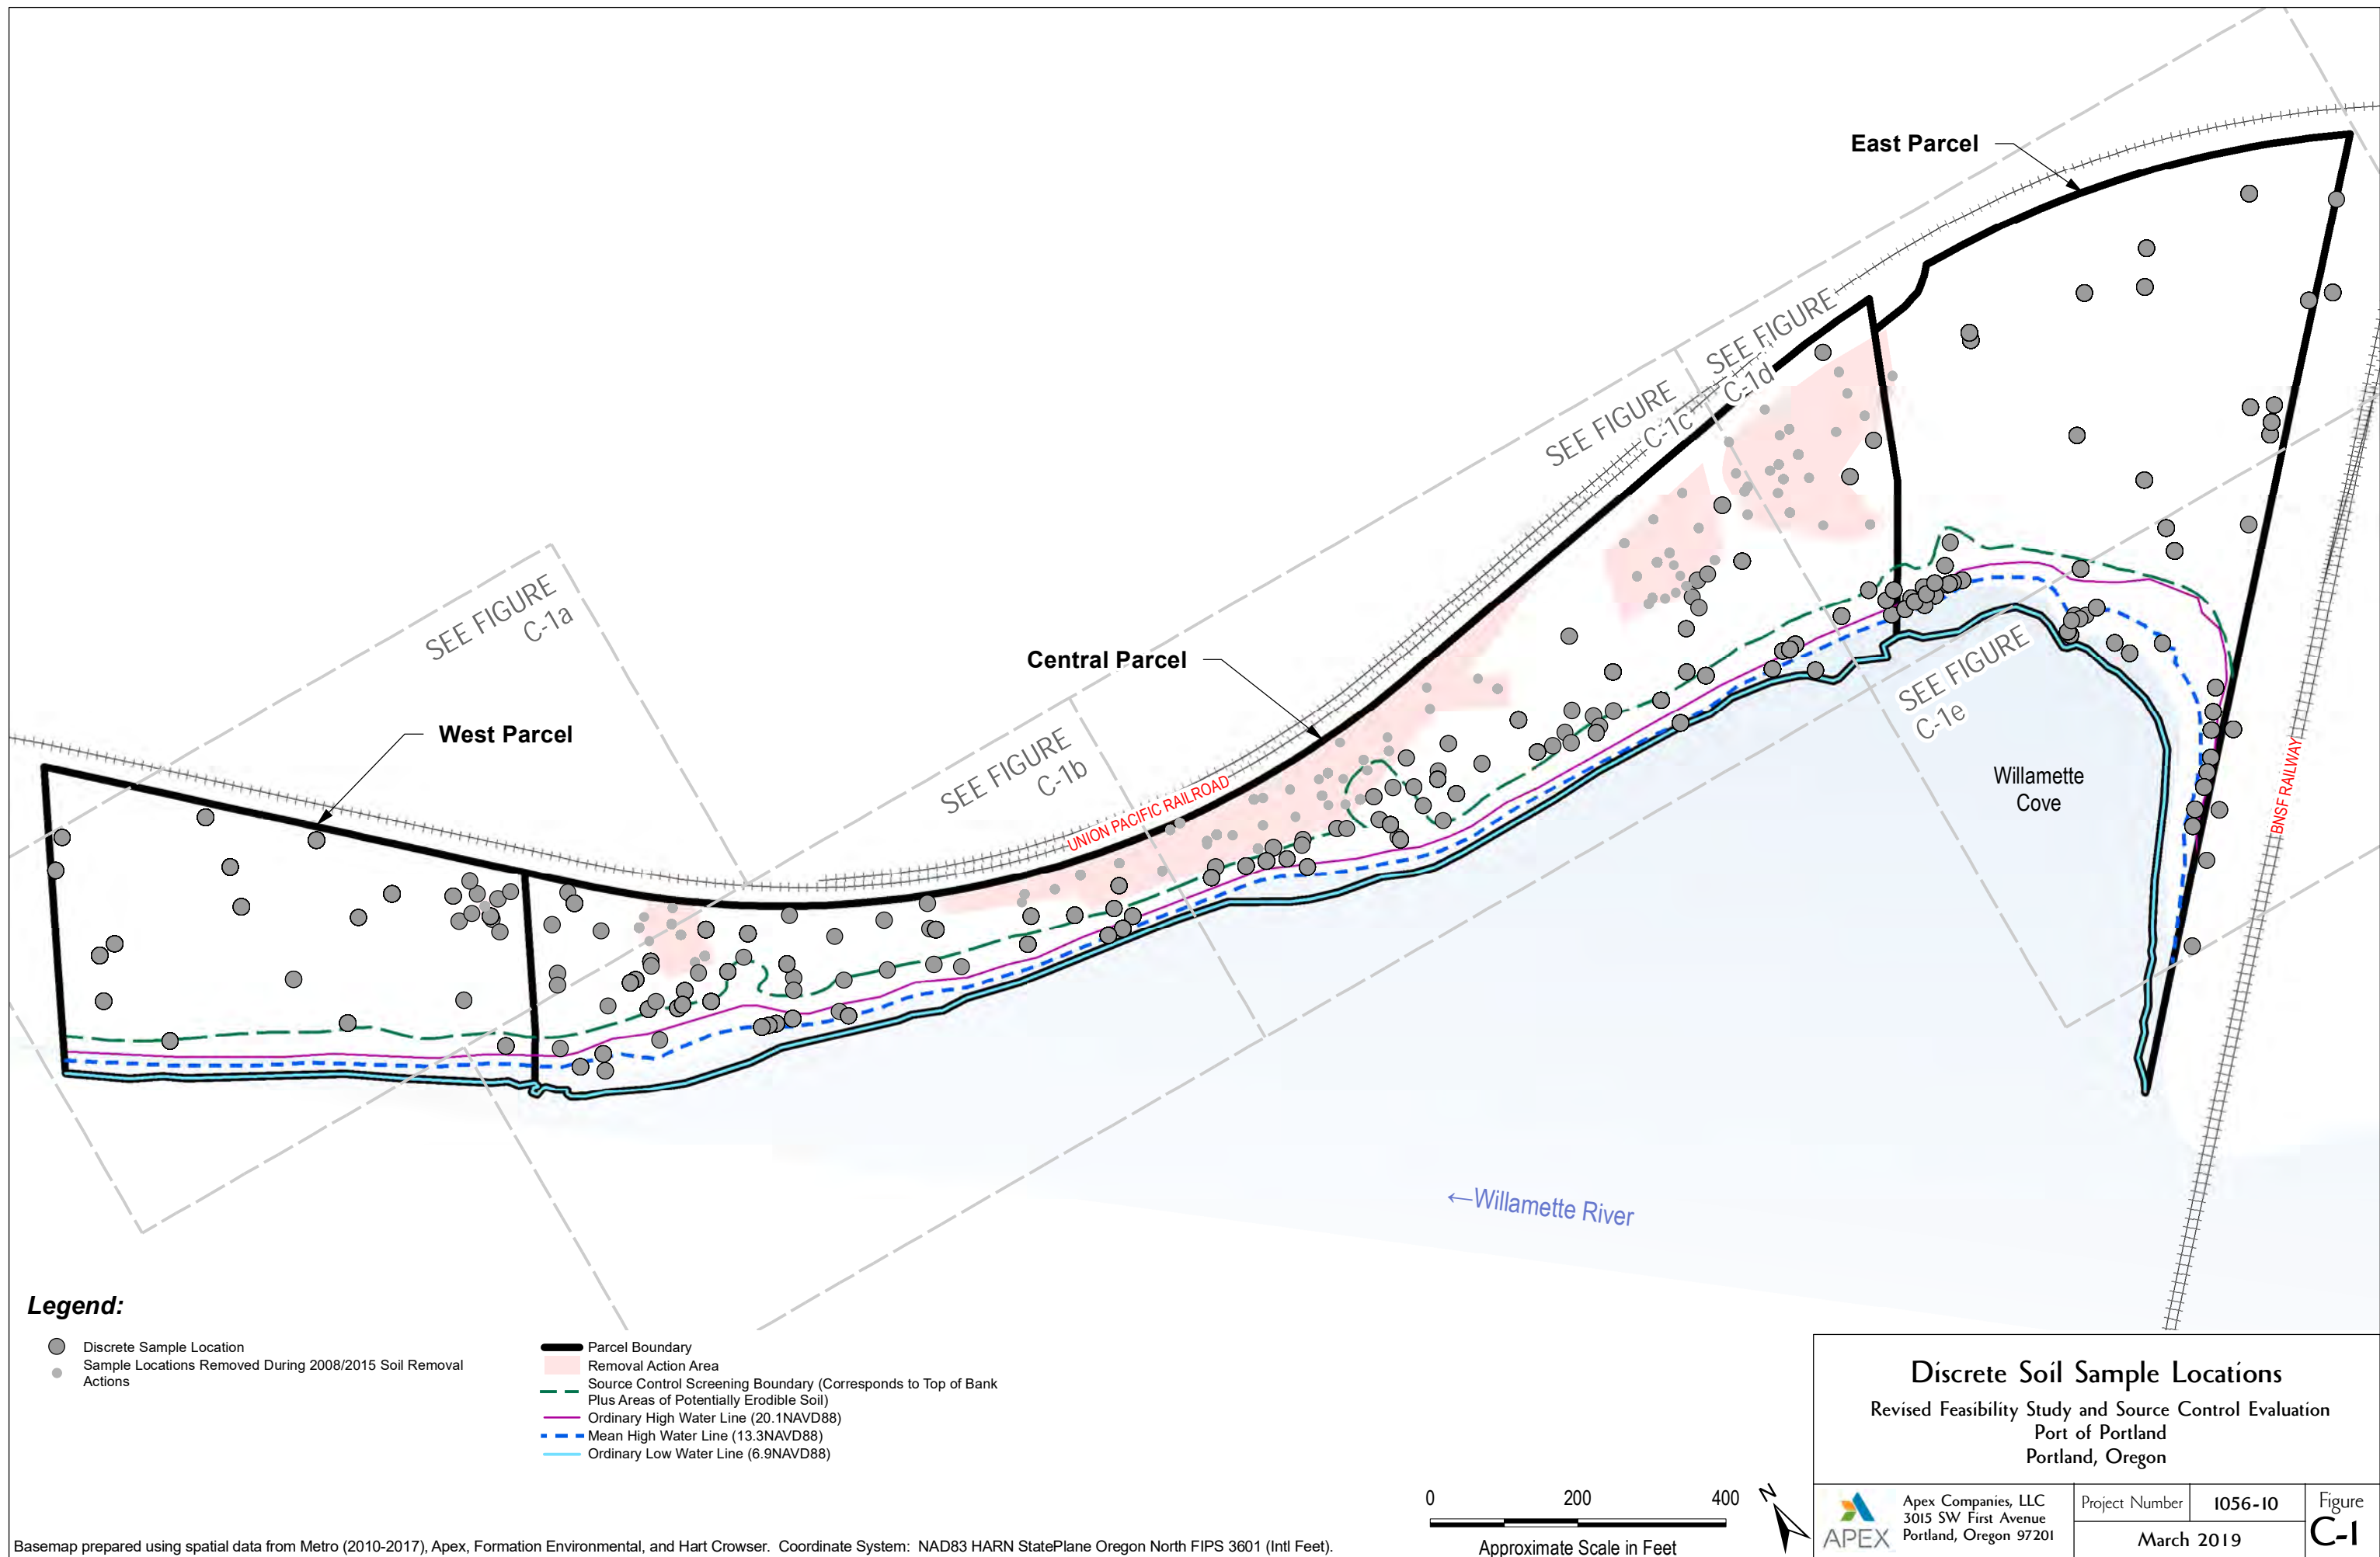 East Parcel
SEE FIGURE
C-1d
SEE FIGURE
C-1c
SEE FIGURE
C-1a
Central Parcel
SEE FIGURE
C-1e
West Parcel
SEE FIGURE
C-1b
UNION PACIFIC RAILROAD
Willamette
Cove
BNSF RAILWAY
←Willamette River
Legend:
Discrete Sample Location
Sample Locations Removed During 2008/2015 Soil Removal
Actions
Parcel Boundary
Removal Action Area
Source Control Screening Boundary (Corresponds to Top of Bank
Plus Areas of Potentially Erodible Soil)
Ordinary High Water Line (20.1NAVD88)
Mean High Water Line (13.3NAVD88)
Ordinary Low Water Line (6.9NAVD88)
0 200 400
Approximate Scale in Feet
N
Discrete Soil Sample Locations
Revised Feasibility Study and Source Control Evaluation
Port of Portland
Portland, Oregon
APEX
Apex Companies, LLC
3015 SW First Avenue
Portland, Oregon 97201
Project Number 1056-10
March 2019
Figure
C-1
Basemap prepared using spatial data from Metro (2010-2017), Apex, Formation Environmental, and Hart Crowser. Coordinate System: NAD83 HARN StatePlane Oregon North FIPS 3601 (Intl Feet).